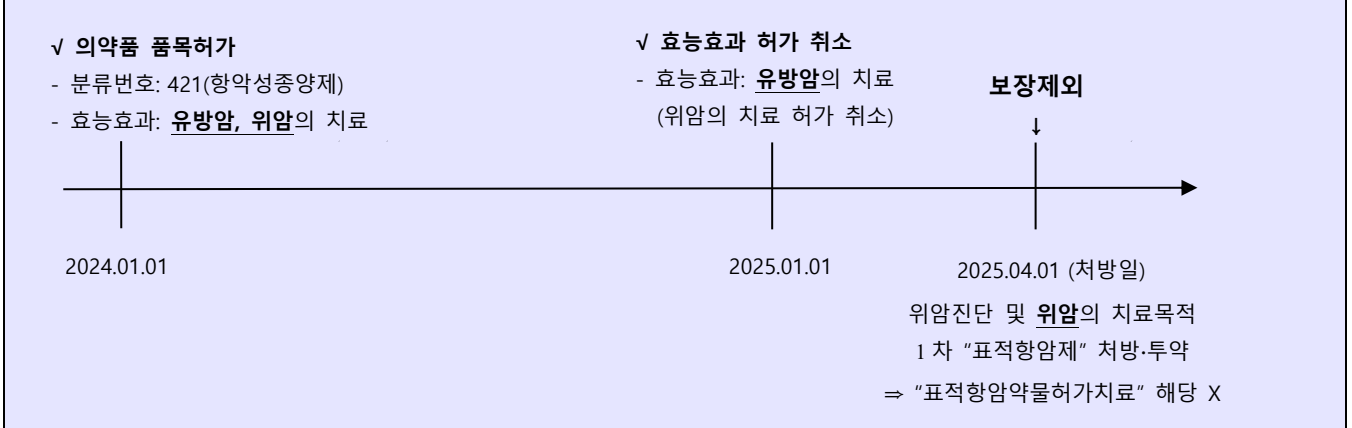 √ 의약품 품목허가
- 분류번호: 421(항악성종양제)
- 효능효과: 유방암, 위암의 치료
√ 효능효과 허가 취소
- 효능효과: 유방암의 치료
(위암의 치료 허가 취소)
보장제외
↓
2024.01.01
2025.01.01
2025.04.01 (처방일)
위암진단 및 위암의 치료목적
1 차 “표적항암제” 처방·투약
⇒ “표적항암약물허가치료” 해당 X